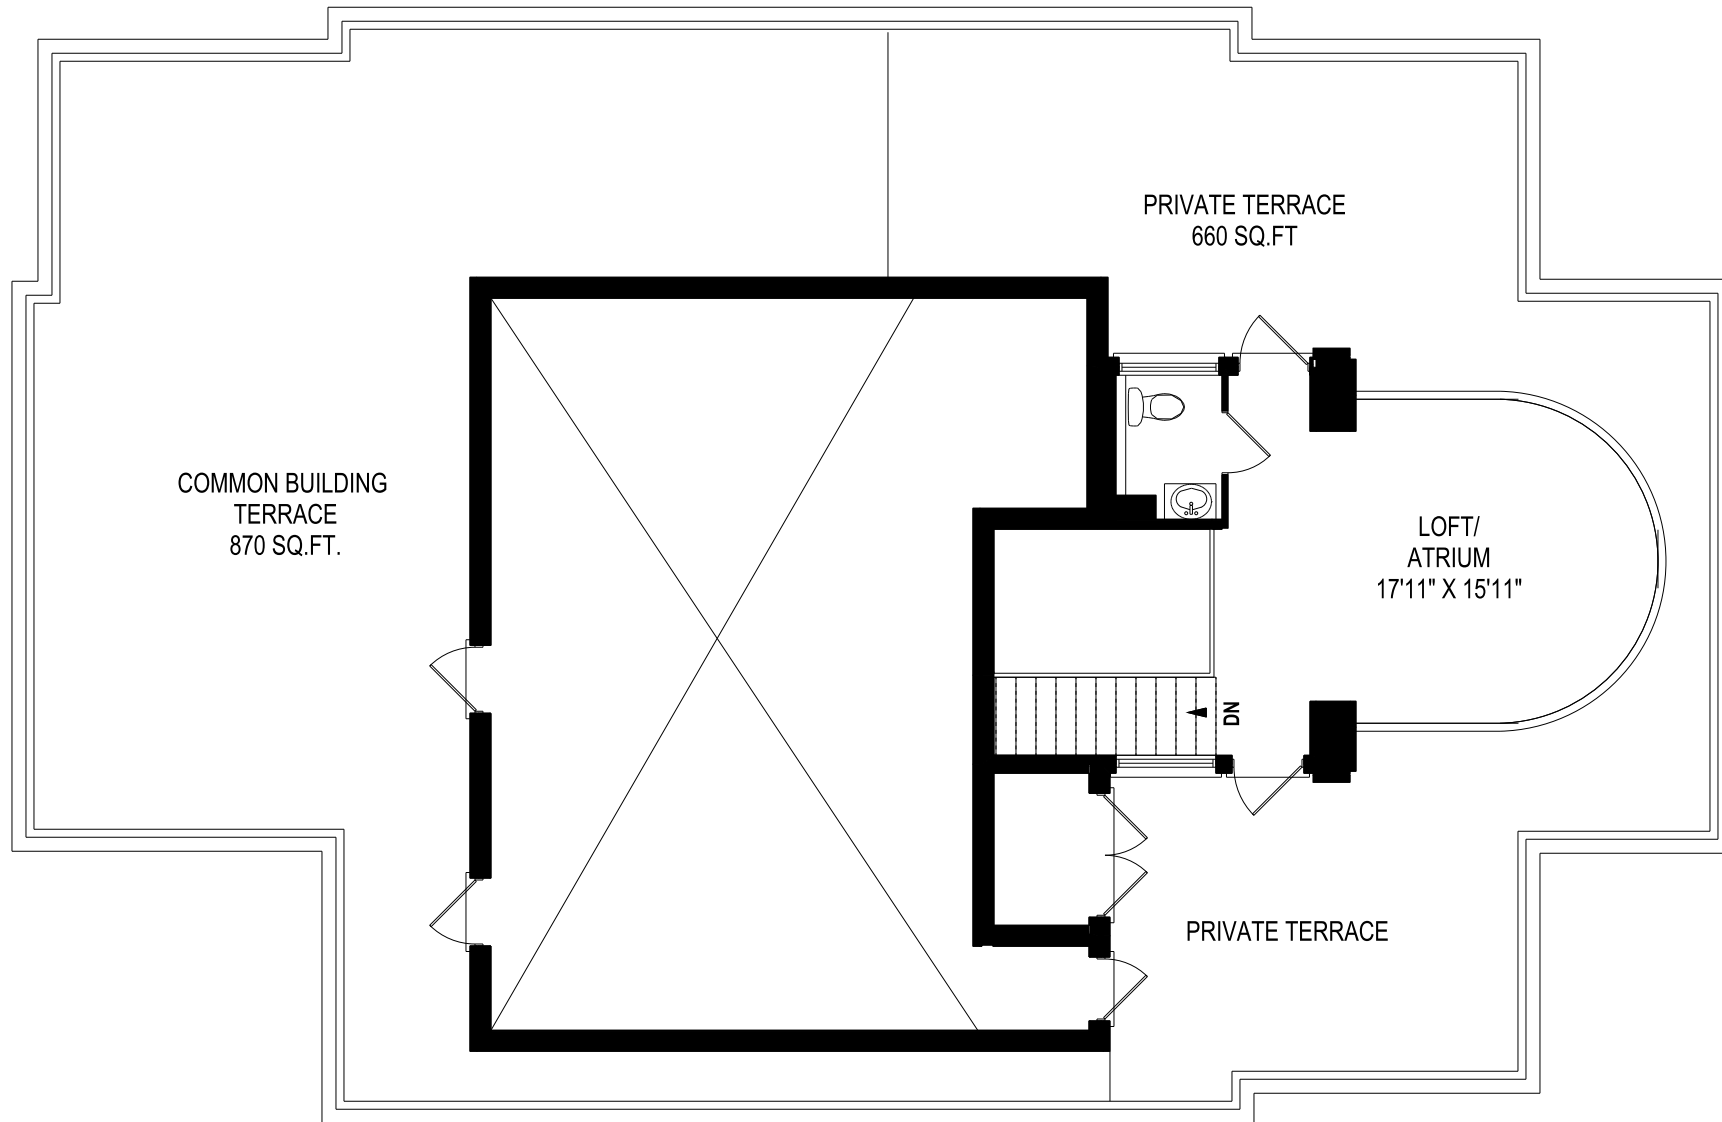 PRIVATE TERRACE
660 SQ.FT
COMMON BUILDING
TERRACE
870 SQ.FT.
LOFT/
ATRIUM
17'11" X 15'11"
DN
PRIVATE TERRACE